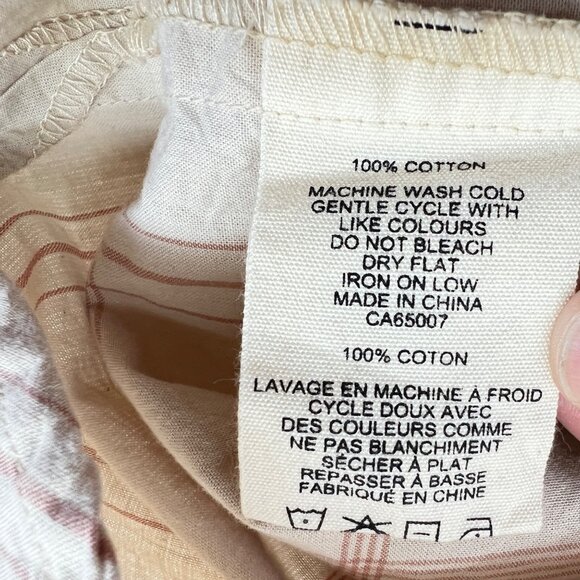 100% COTTON
MACHINE WASH COLD
GENTLE CYCLE WITH
LIKE COLOURS
DO NOT BLEACH
DRY FLAT
IRON ON LOW
MADE IN CHINA
CA65007
100% COTON
LAVAGE EN MACHINE À FROID
CYCLE DOUX AVEC
DES COULEURS COMME
NE PAS BLANCHIMENT
SÉCHER À PLAT
REPASSER À BASSE
FABRIQUÉ EN CHINE